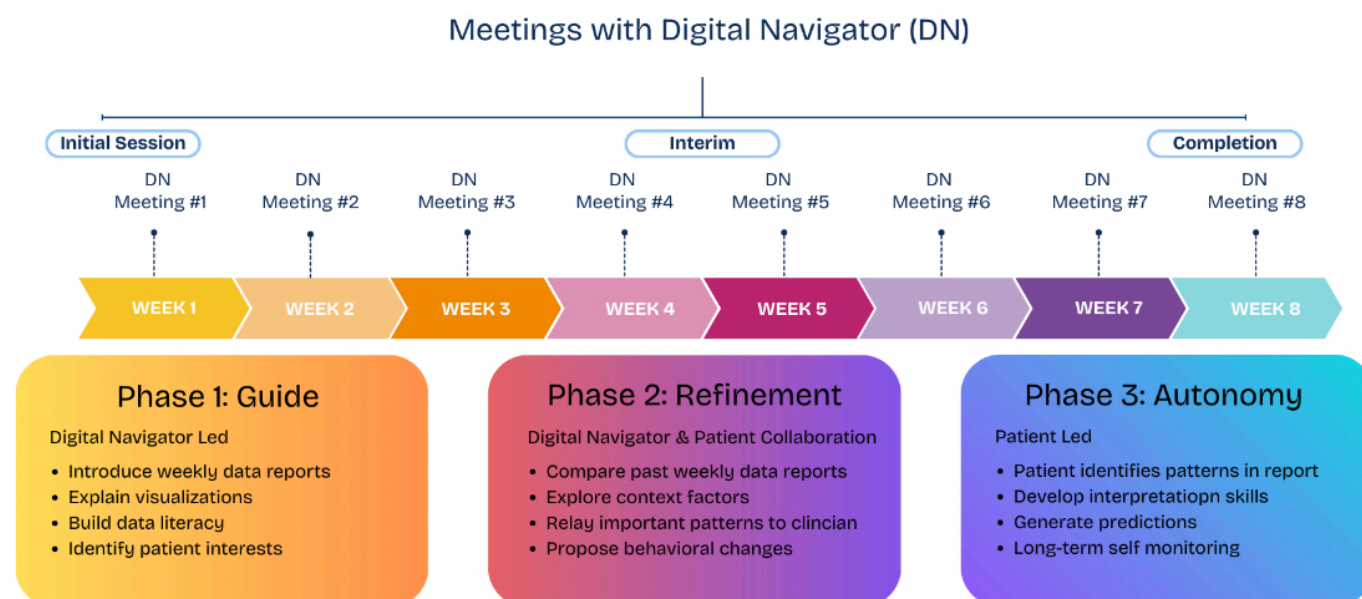 Meetings with Digital Navigator (DN)
Initial Session
Interim
Completion
DN
Meeting #1
DN
Meeting #2
DN
Meeting #3
DN
Meeting #4
DN
Meeting #5
DN
Meeting #6
DN
Meeting #7
DN
Meeting #8
WEEK 1
WEEK 2
WEEK 3
WEEK 4
WEEK 5
WEEK 6
WEEK 7
WEEK 8
Phase 1: Guide
Digital Navigator Led
• Introduce weekly data reports
• Explain visualizations
• Build data literacy
• Identify patient interests
Phase 2: Refinement
Digital Navigator & Patient Collaboration
• Compare past weekly data reports
• Explore context factors
• Relay important patterns to clincian
• Propose behavioral changes
Phase 3: Autonomy
Patient Led
• Patient identifies patterns in report
• Develop interpretatiopn skills
• Generate predictions
• Long-term self monitoring